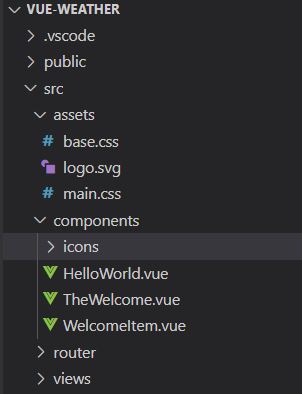 VUE-WEATHER
.vscode
public
src
assets
# base.css
logo.svg
# main.css
components
icons
HelloWorld.vue
TheWelcome.vue
WelcomeItem.vue
router
views